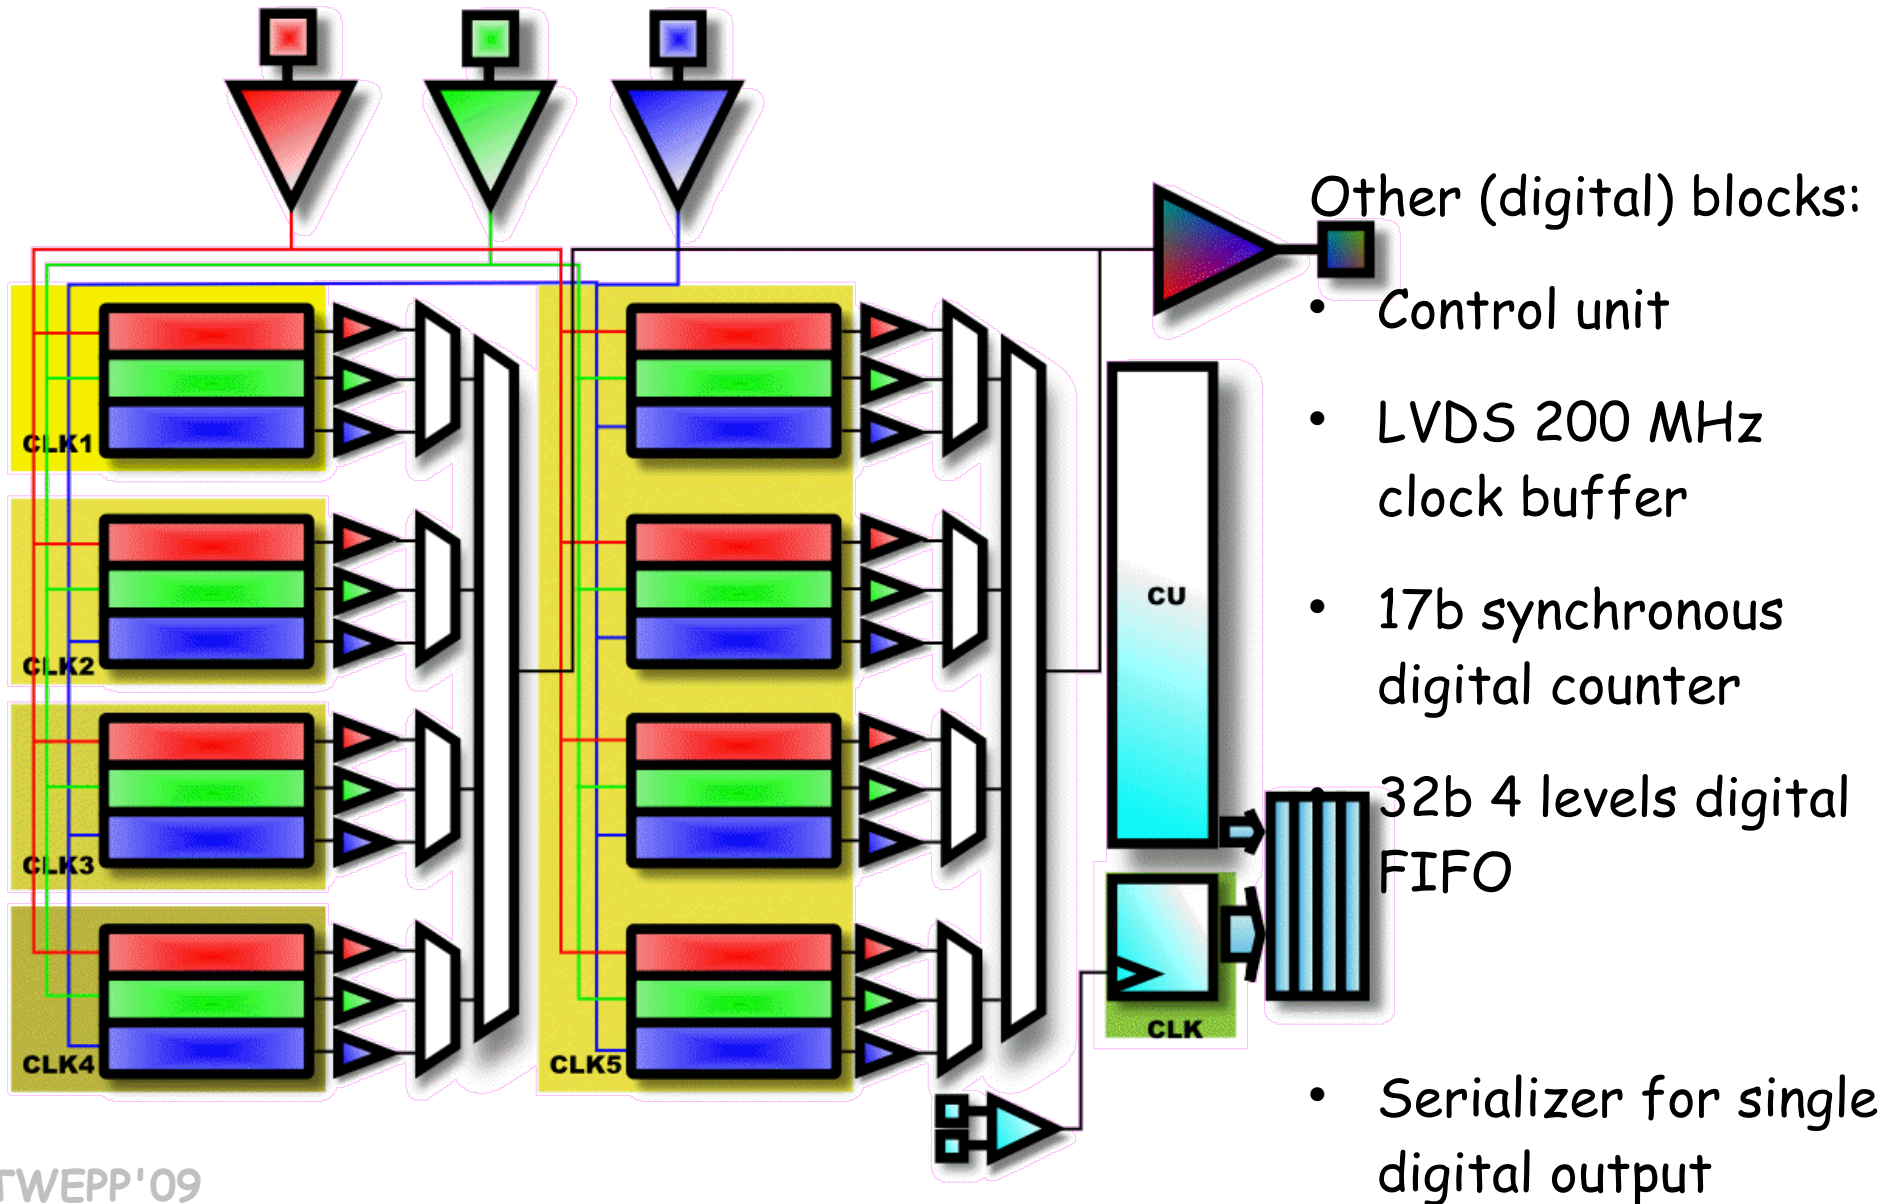 Other (digital) blocks:
• Control unit
• LVDS 200 MHz
clock buffer
• 17b synchronous
digital counter
• 32b 4 levels digital
FIFO
• Serializer for single
digital output
CLK1
CLK2
CLK3
CLK4
CLK5
CU
CLK
TWEPP'09